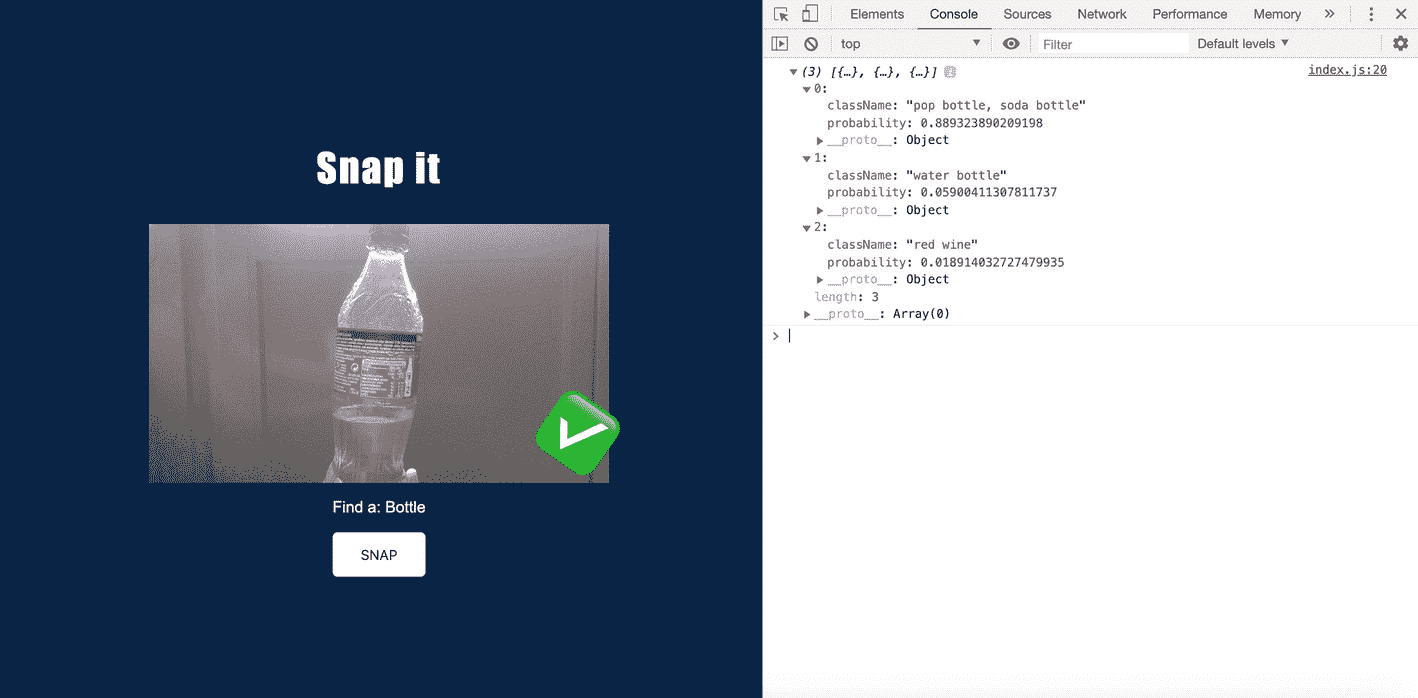 Snap it
Find a: Bottle
SNAP
Elements Console Sources Network Performance Memory »
top Filter Default levels
index.js:20
(3) [{…}, {…}, {…}]
0:
className: "pop bottle, soda bottle"
probability: 0.889323890209198
__proto__: Object
1:
className: "water bottle"
probability: 0.05900411307811737
__proto__: Object
2:
className: "red wine"
probability: 0.018914032727479935
__proto__: Object
length: 3
__proto__: Array(0)
>